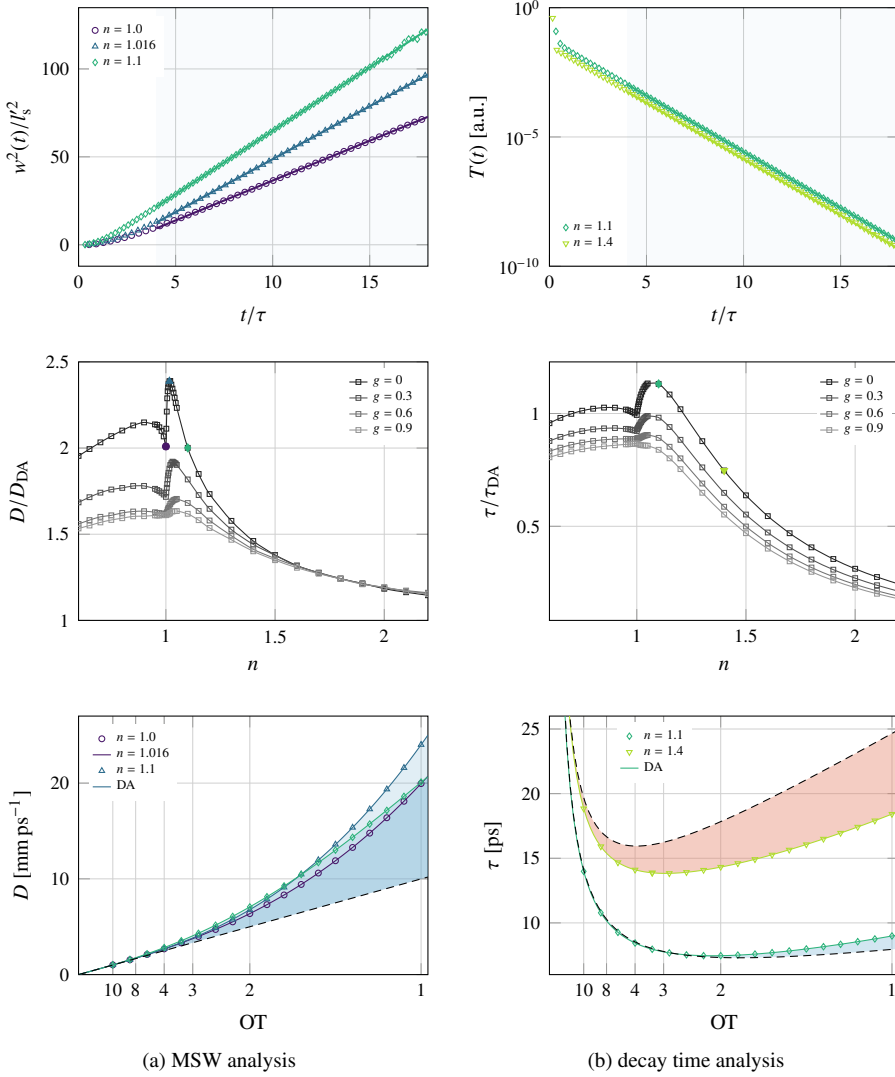 n = 1.0
n = 1.016
n = 1.1
100
50
0
5
10
15
w²(t)/l′ₛ²
t/τ
10⁰
10⁻⁵
10⁻¹⁰
0
5
10
15
T(t) [a.u.]
n = 1.1
n = 1.4
t/τ
2.5
2
1.5
1
1
1.5
2
D/D_DA
g = 0
g = 0.3
g = 0.6
g = 0.9
n
1
0.5
1
1.5
2
τ/τ_DA
g = 0
g = 0.3
g = 0.6
g = 0.9
n
n = 1.0
n = 1.016
n = 1.1
DA
20
10
0
10
8
4
3
2
1
D [mm ps⁻¹]
OT
n = 1.1
n = 1.4
DA
25
20
15
10
10
8
4
3
2
1
τ [ps]
OT
(a) MSW analysis
(b) decay time analysis